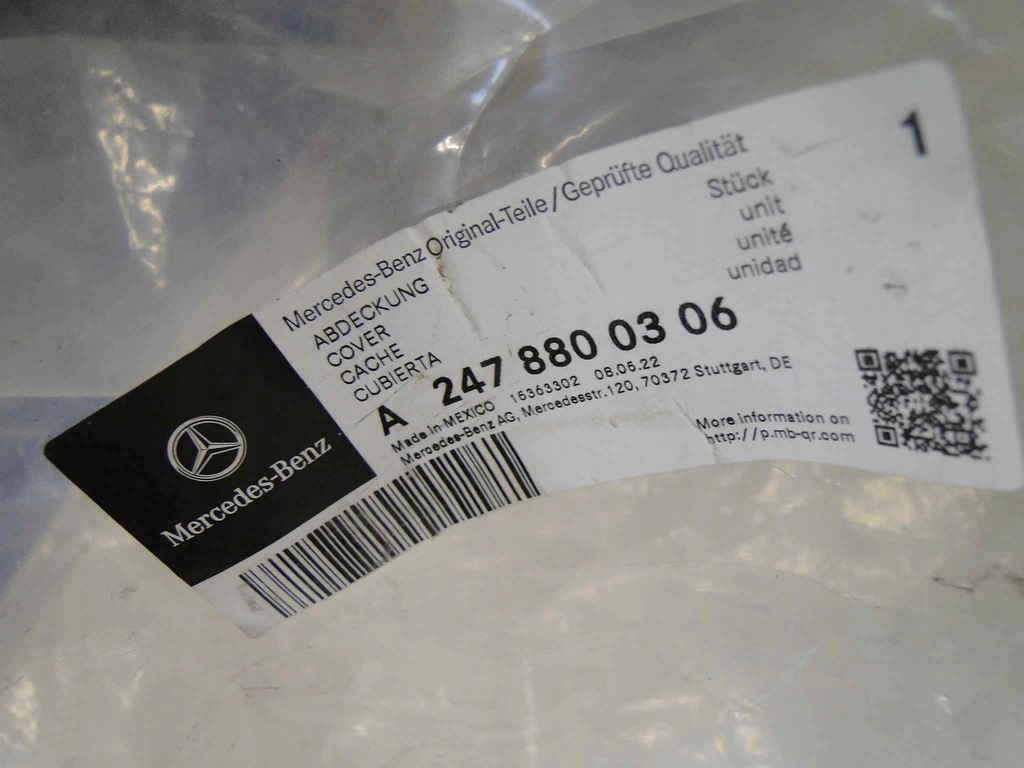 Mercedes-Benz Original-Teile / Geprüfte Qualität
1
ABDECKUNG
COVER
CACHE
CUBIERTA
Stück
unit
unité
unidad
A 247 880 03 06
Made in MEXICO 15363302 08.05.22
Mercedes-Benz AG, Mercedesstr.120, 70372 Stuttgart, DE
More information on
http://p.mb-qr.com
Mercedes-Benz